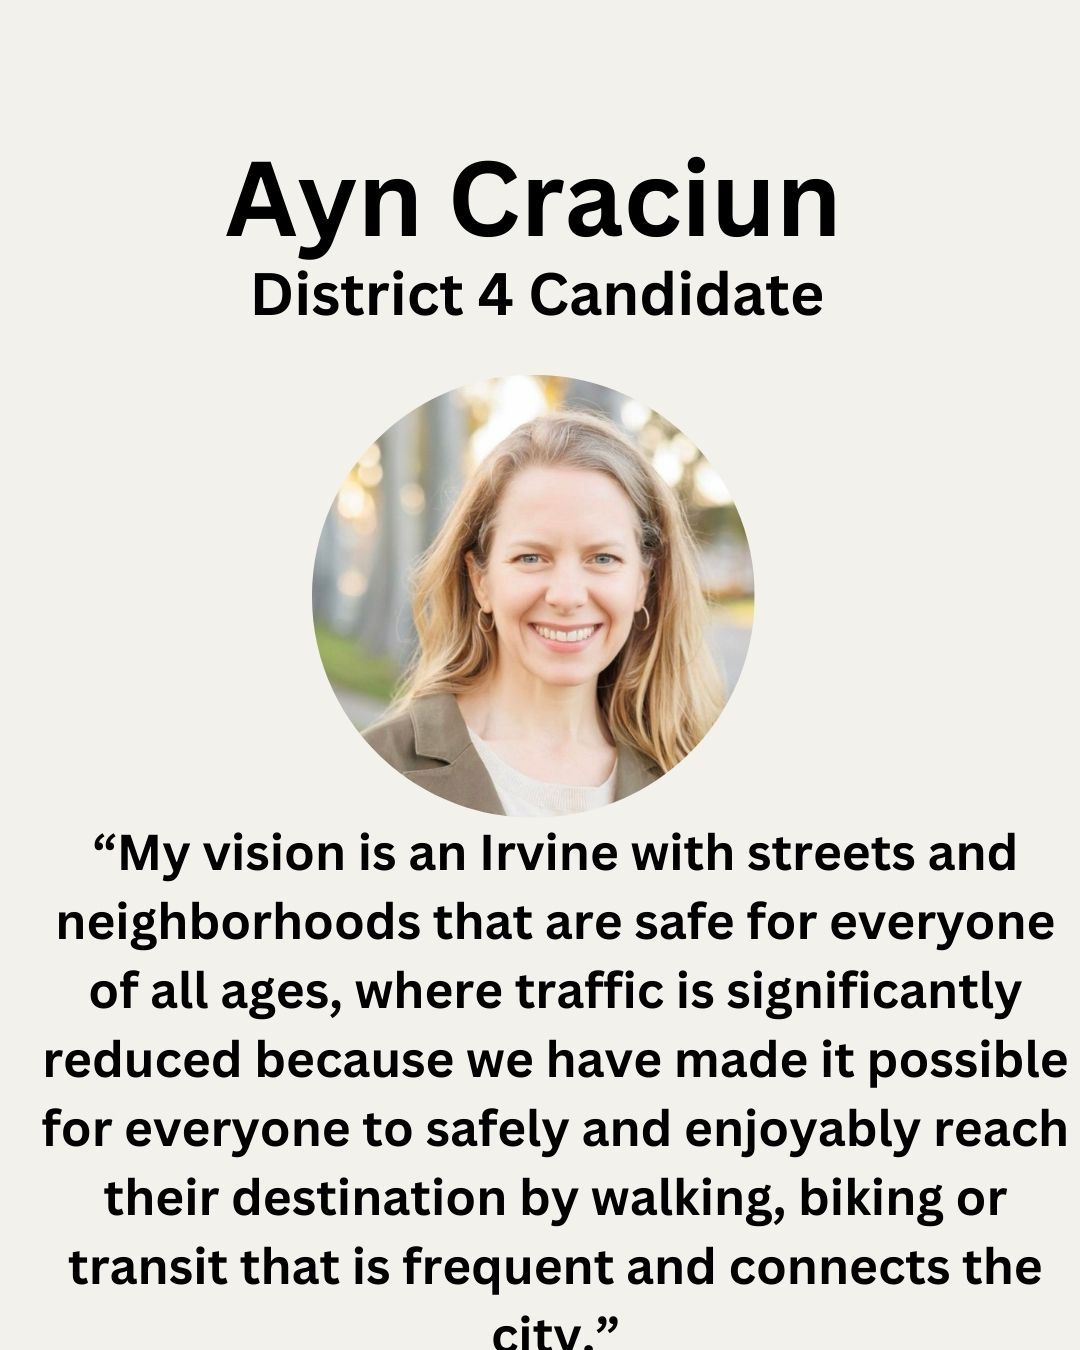 Ayn Craciun
District 4 Candidate
“My vision is an Irvine with streets and
neighborhoods that are safe for everyone
of all ages, where traffic is significantly
reduced because we have made it possible
for everyone to safely and enjoyably reach
their destination by walking, biking or
transit that is frequent and connects the
city.”